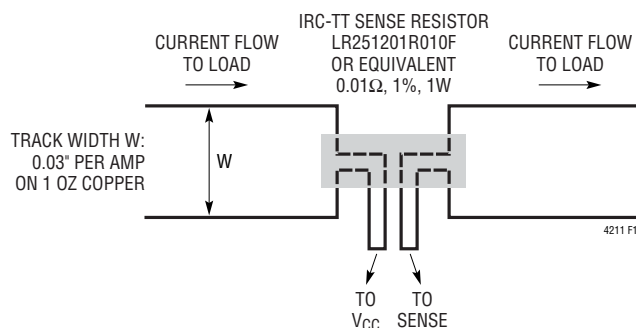 IRC-TT SENSE RESISTOR
LR251201R010F
OR EQUIVALENT
0.01Ω, 1%, 1W
CURRENT FLOW
TO LOAD
CURRENT FLOW
TO LOAD
TRACK WIDTH W:
0.03" PER AMP
ON 1 OZ COPPER
W
4211 F1
TO
VCC
TO
SENSE